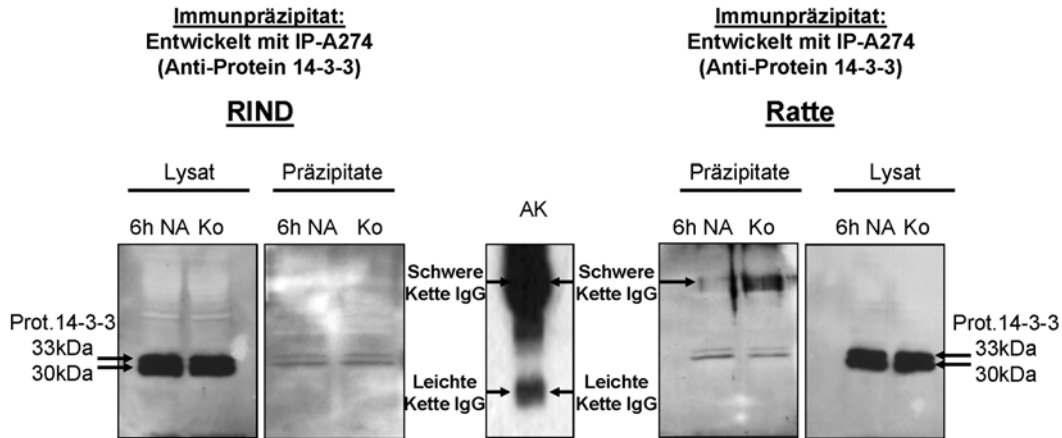 Immunpräzipitat:
Entwickelt mit IP-A274
(Anti-Protein 14-3-3)
RIND
Lysat
Präzipitate
6h NA Ko
6h NA Ko
Prot.14-3-3
33kDa
30kDa
AK
Schwere
Kette IgG
Leichte
Kette IgG
Immunpräzipitat:
Entwickelt mit IP-A274
(Anti-Protein 14-3-3)
Ratte
Präzipitate
Lysat
6h NA Ko
6h NA Ko
Schwere
Kette IgG
Leichte
Kette IgG
Prot.14-3-3
33kDa
30kDa